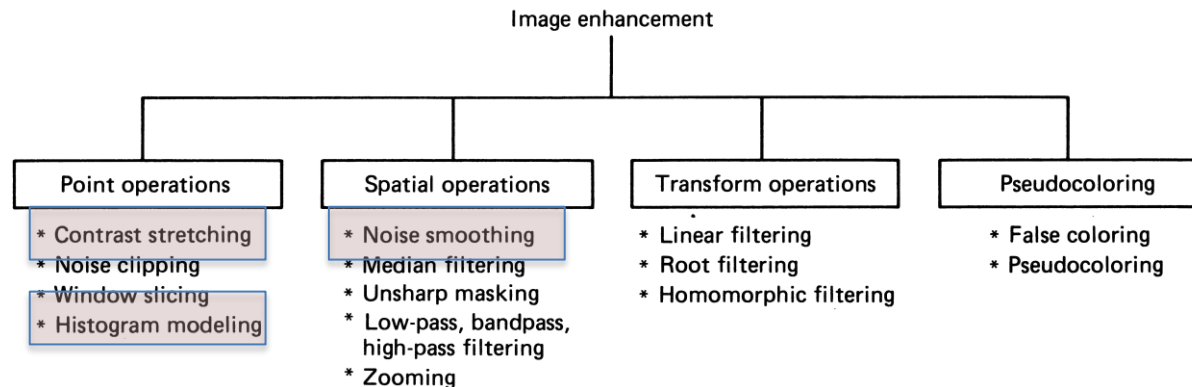 Image enhancement
Point operations
* Contrast stretching
* Noise clipping
* Window slicing
* Histogram modeling
Spatial operations
* Noise smoothing
* Median filtering
* Unsharp masking
* Low-pass, bandpass,
high-pass filtering
* Zooming
Transform operations
* Linear filtering
* Root filtering
* Homomorphic filtering
Pseudocoloring
* False coloring
* Pseudocoloring